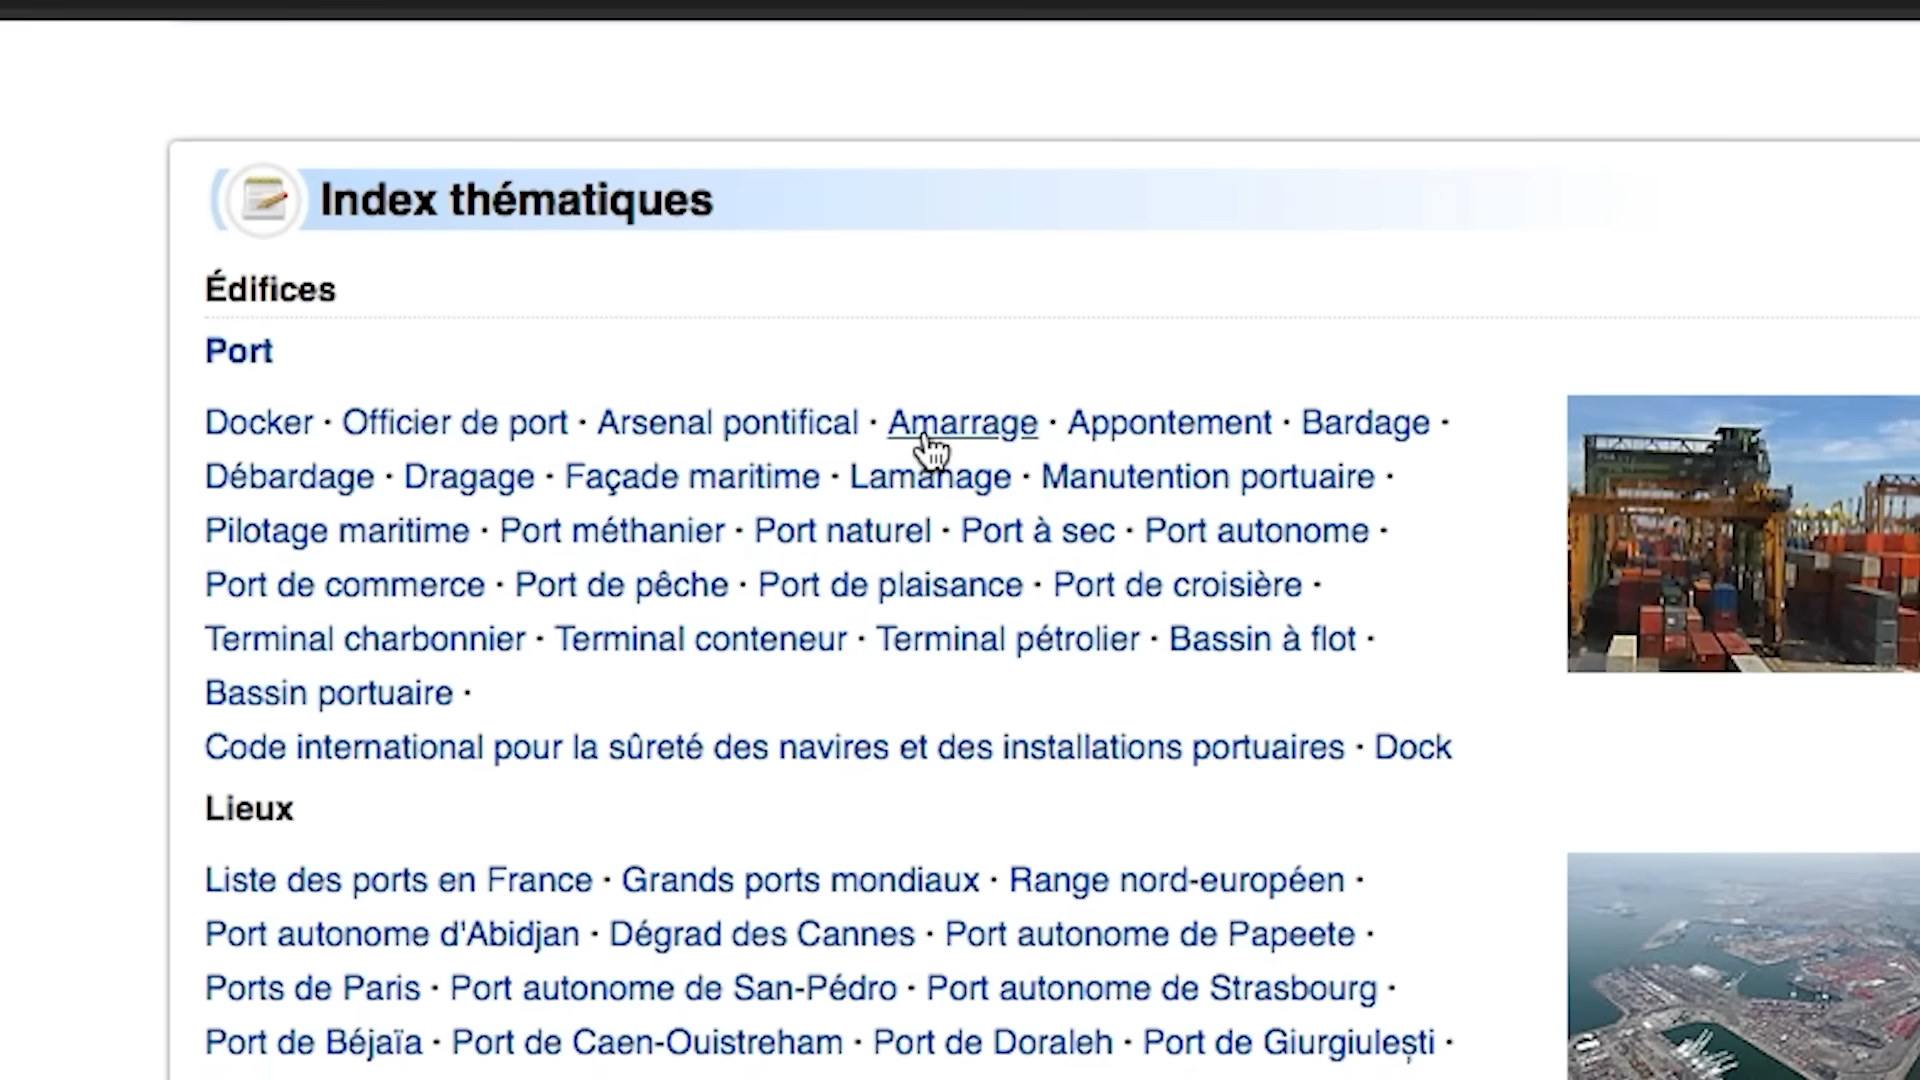 Index thématiques
Édifices
Port
Docker · Officier de port · Arsenal pontifical · Amarrage · Appontement · Bardage ·
Débardage · Dragage · Façade maritime · Lamanage · Manutention portuaire ·
Pilotage maritime · Port méthanier · Port naturel · Port à sec · Port autonome ·
Port de commerce · Port de pêche · Port de plaisance · Port de croisière ·
Terminal charbonnier · Terminal conteneur · Terminal pétrolier · Bassin à flot ·
Bassin portuaire ·
Code international pour la sûreté des navires et des installations portuaires · Dock
Lieux
Liste des ports en France · Grands ports mondiaux · Range nord-européen ·
Port autonome d'Abidjan · Dégrad des Cannes · Port autonome de Papeete ·
Ports de Paris · Port autonome de San-Pédro · Port autonome de Strasbourg ·
Port de Béjaïa · Port de Caen-Ouistreham · Port de Doraleh · Port de Giurgiulești ·